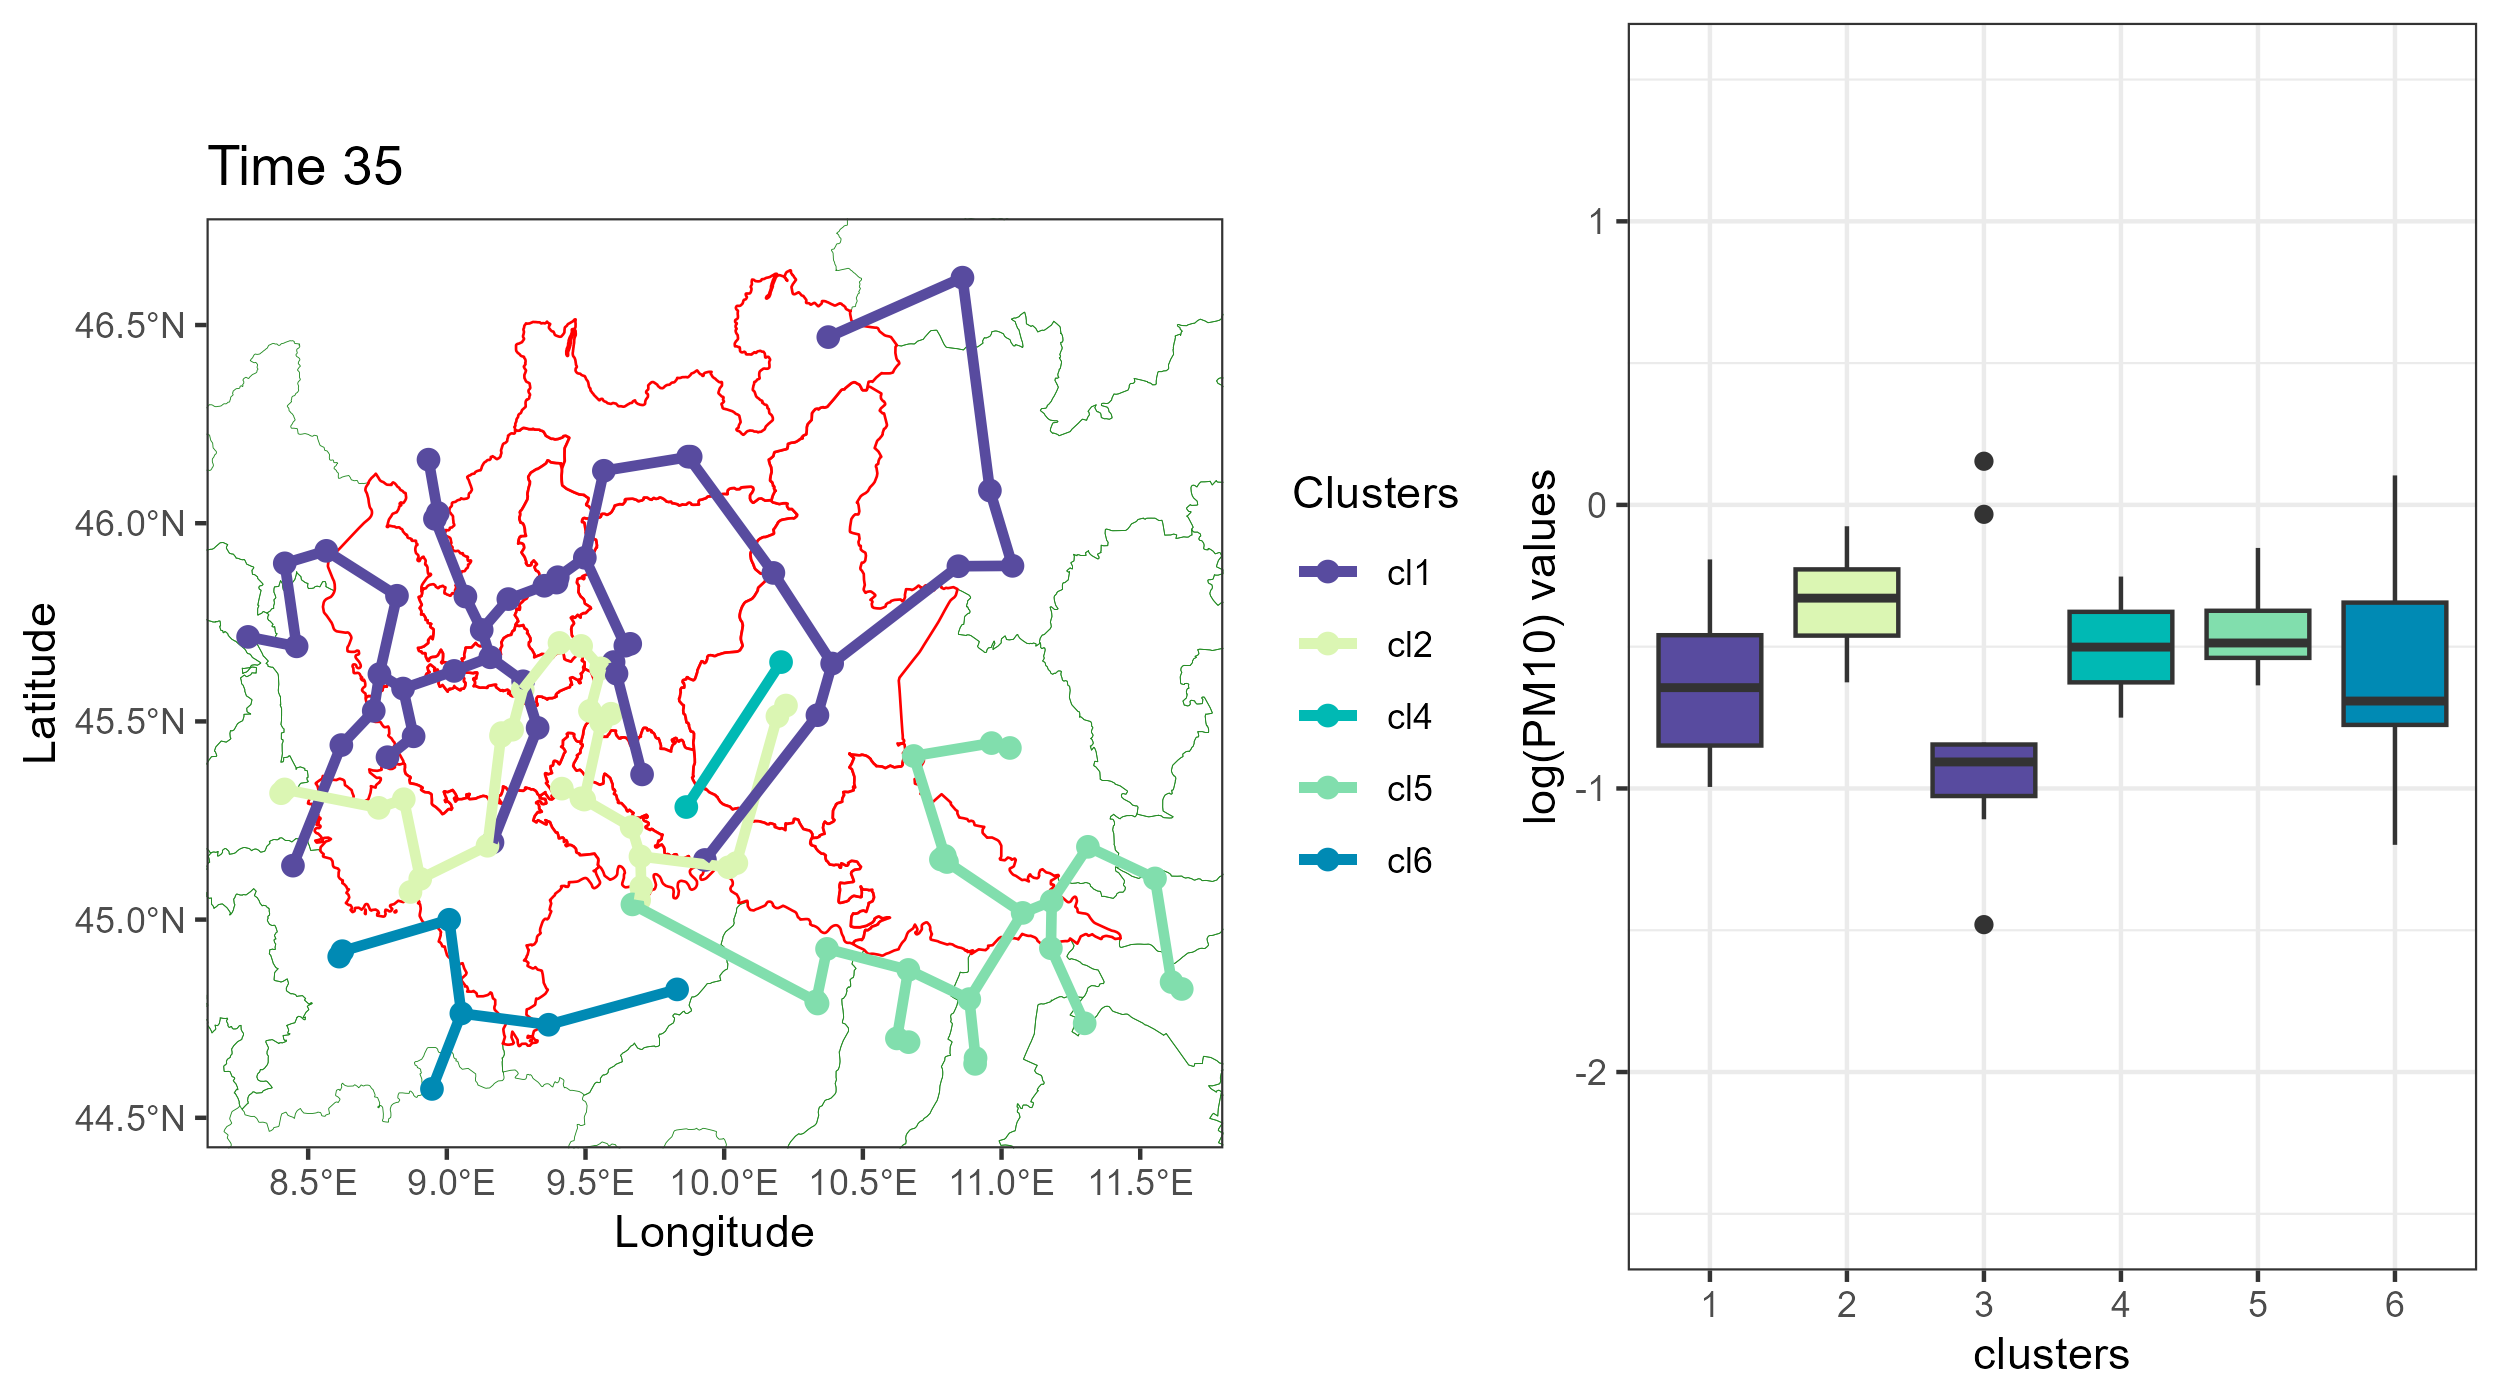 Time 35
46.5°N
46.0°N
45.5°N
45.0°N
44.5°N
Latitude
8.5°E 9.0°E 9.5°E 10.0°E 10.5°E 11.0°E 11.5°E
Longitude
Clusters
cl1
cl2
cl4
cl5
cl6
log(PM10) values
1
0
-1
-2
1 2 3 4 5 6
clusters